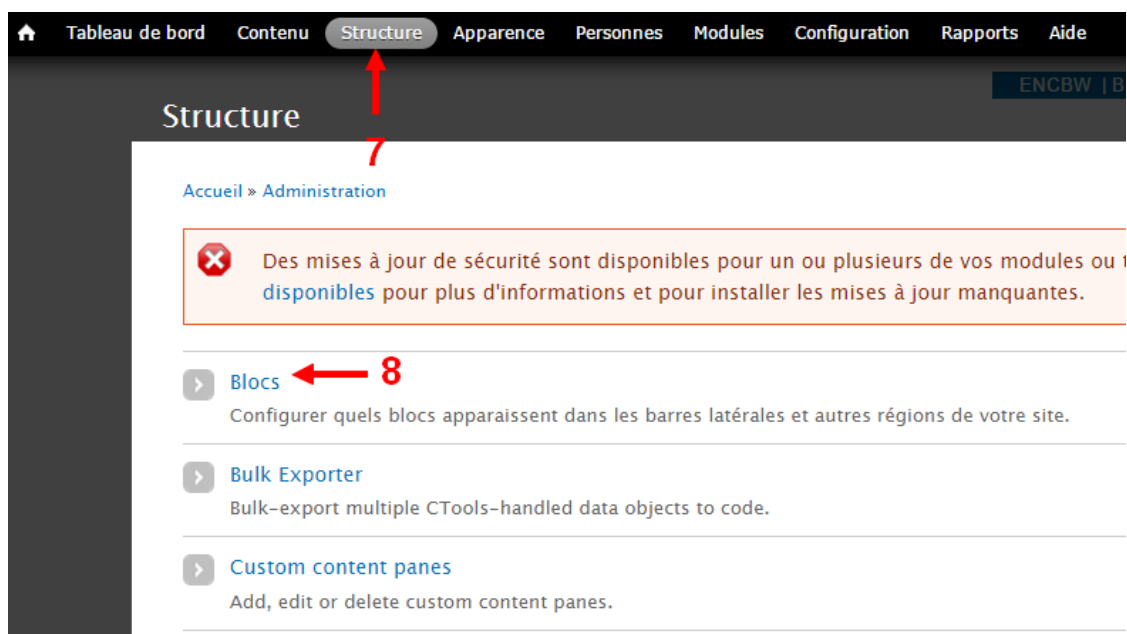 Tableau de bord Contenu Structure Apparence Personnes Modules Configuration Rapports Aide
ENCBW | B
Structure
7
Accueil » Administration
Des mises à jour de sécurité sont disponibles pour un ou plusieurs de vos modules ou t
disponibles pour plus d'informations et pour installer les mises à jour manquantes.
Blocs 8
Configurer quels blocs apparaissent dans les barres latérales et autres régions de votre site.
Bulk Exporter
Bulk-export multiple CTools-handled data objects to code.
Custom content panes
Add, edit or delete custom content panes.